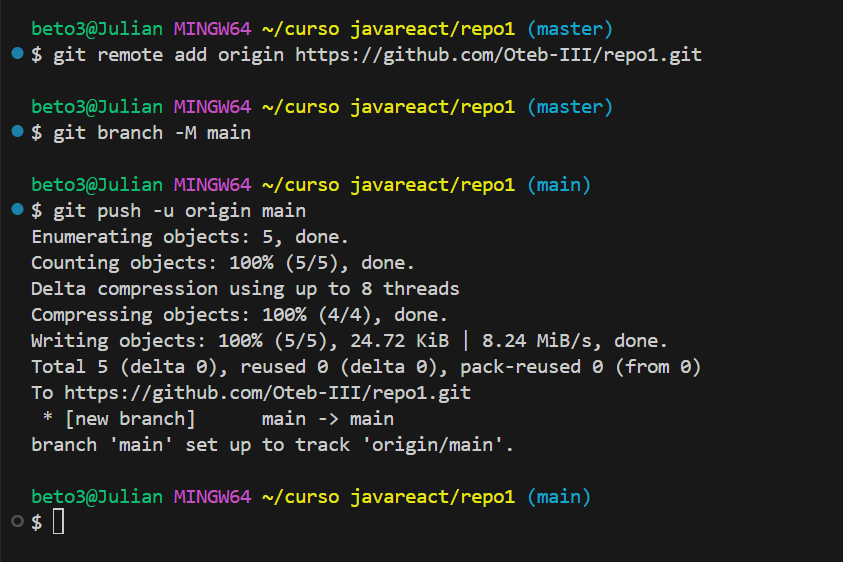 beto3@Julian MINGW64 ~/curso javareact/repo1 (master)
$ git remote add origin https://github.com/Oteb-III/repo1.git
beto3@Julian MINGW64 ~/curso javareact/repo1 (master)
$ git branch -M main
beto3@Julian MINGW64 ~/curso javareact/repo1 (main)
$ git push -u origin main
Enumerating objects: 5, done.
Counting objects: 100% (5/5), done.
Delta compression using up to 8 threads
Compressing objects: 100% (4/4), done.
Writing objects: 100% (5/5), 24.72 KiB | 8.24 MiB/s, done.
Total 5 (delta 0), reused 0 (delta 0), pack-reused 0 (from 0)
To https://github.com/Oteb-III/repo1.git
 * [new branch]      main -> main
branch 'main' set up to track 'origin/main'.
beto3@Julian MINGW64 ~/curso javareact/repo1 (main)
$